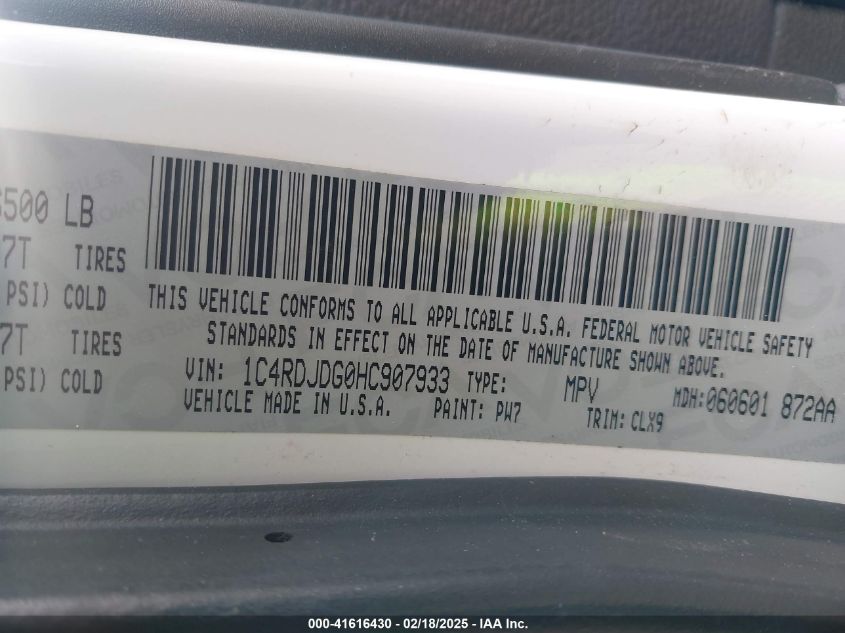 6500 LB
7T TIRES
PSI) COLD
7T TIRES
PSI) COLD
THIS VEHICLE CONFORMS TO ALL APPLICABLE U.S.A. FEDERAL MOTOR VEHICLE SAFETY
STANDARDS IN EFFECT ON THE DATE OF MANUFACTURE SHOWN ABOVE.
VIN: 1C4RDJDG0HC907933 TYPE: MPV MDH:060601 872AA
VEHICLE MADE IN U.S.A. PAINT: PW7 TRIM: CLX9
000-41616430 - 02/18/2025 - IAA Inc.